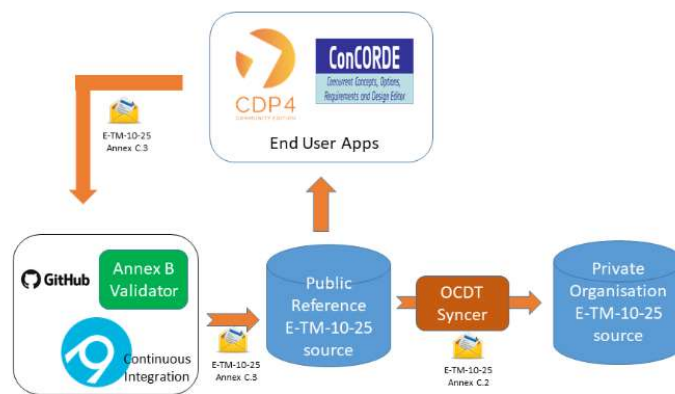 CDP4
COMMUNITY EDITION
ConCORDE
Concurrent Concepts, Options,
Requirements and Design Editor
End User Apps
E-TM-10-25
Annex C.3
GitHub
Annex B
Validator
Continuous
Integration
E-TM-10-25
Annex C.3
Public
Reference
E-TM-10-25
source
OCDT
Syncer
E-TM-10-25
Annex C.2
Private
Organisation
E-TM-10-25
source